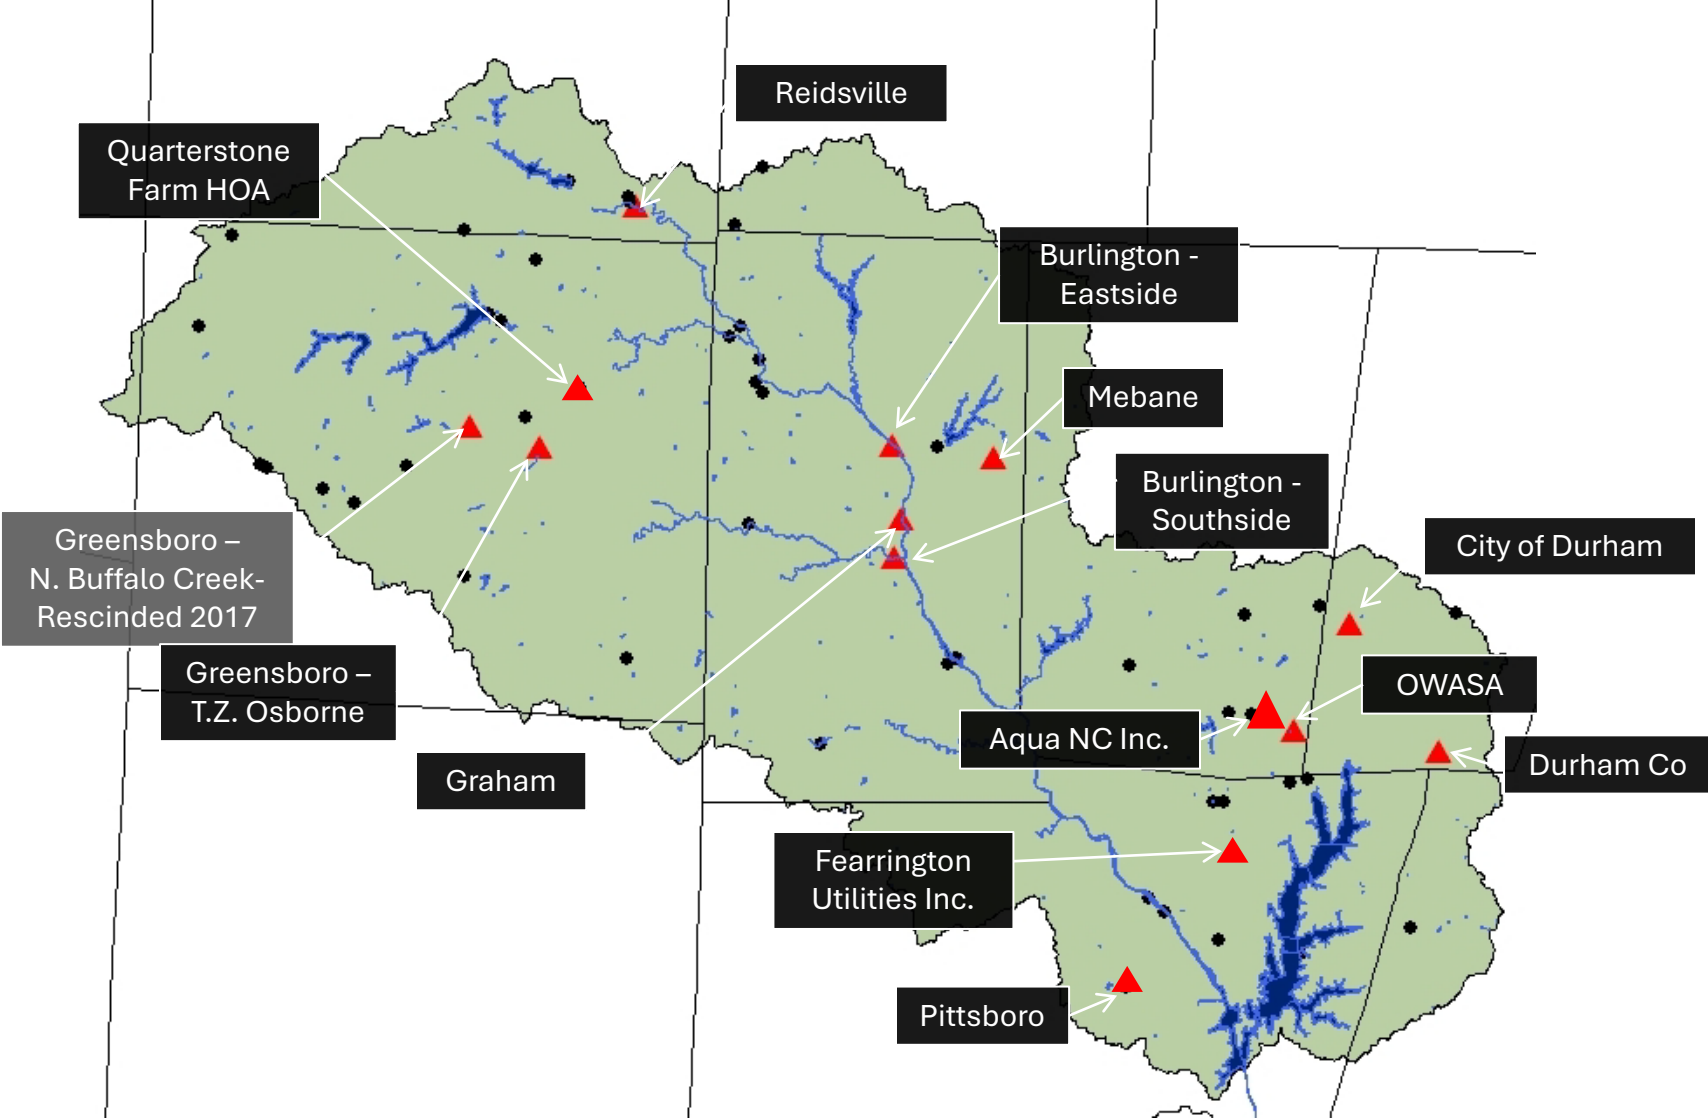 Reidsville
Quarterstone
Farm HOA
Burlington -
Eastside
Mebane
Burlington -
Southside
City of Durham
Greensboro –
N. Buffalo Creek-
Rescinded 2017
Greensboro –
T.Z. Osborne
OWASA
Aqua NC Inc.
Durham Co
Graham
Fearrington
Utilities Inc.
Pittsboro